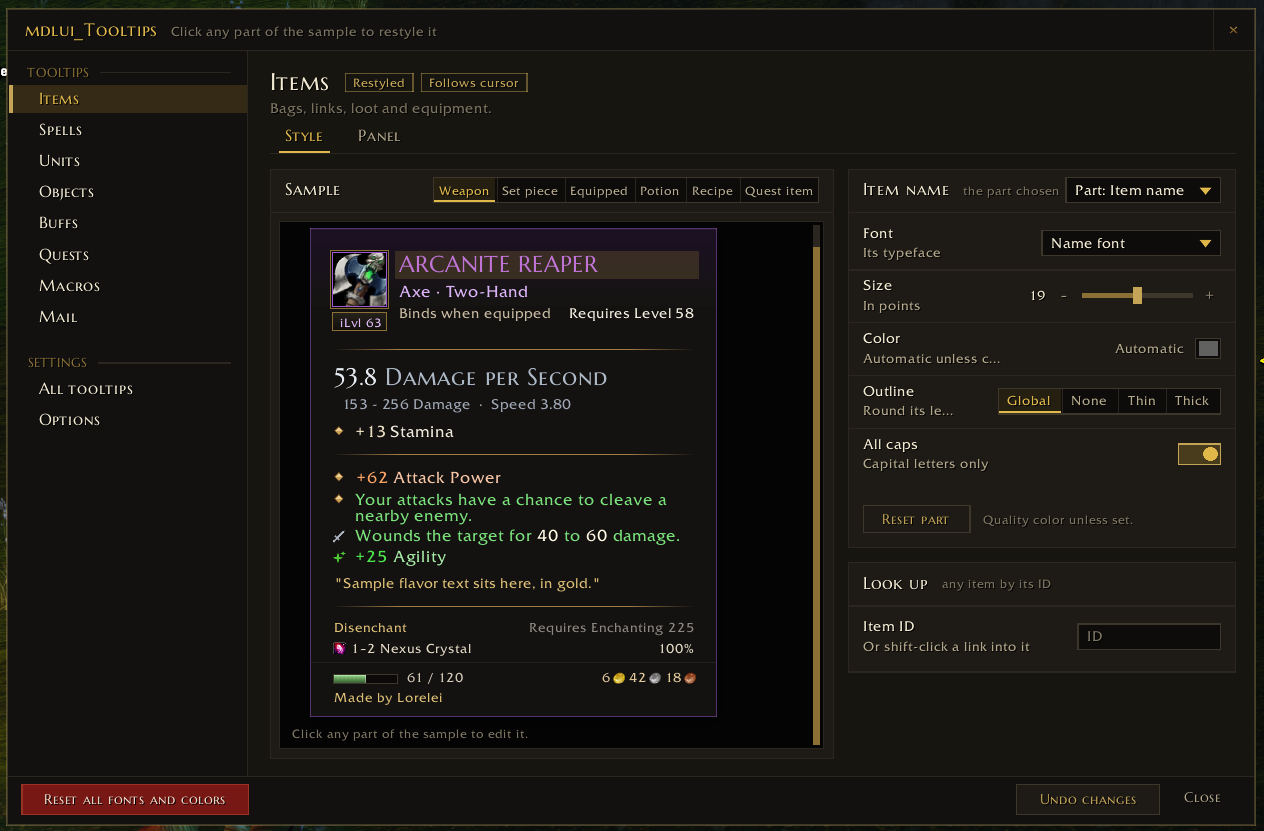 MDLUI_TOOLTIPS Click any part of the sample to restyle it ×
TOOLTIPS
ITEMS
SPELLS
UNITS
OBJECTS
BUFFS
QUESTS
MACROS
MAIL
SETTINGS
ALL TOOLTIPS
OPTIONS
ITEMS Restyled Follows cursor
Bags, links, loot and equipment.
STYLE PANEL
SAMPLE Weapon Set piece Equipped Potion Recipe Quest item
ARCANITE REAPER
Axe · Two-Hand
Binds when equipped Requires Level 58
iLvl 63
53.8 DAMAGE PER SECOND
153 - 256 Damage · Speed 3.80
+13 Stamina
+62 Attack Power
Your attacks have a chance to cleave a
nearby enemy.
Wounds the target for 40 to 60 damage.
+25 Agility
"Sample flavor text sits here, in gold."
Disenchant Requires Enchanting 225
1-2 Nexus Crystal 100%
61 / 120 6 42 18
Made by Lorelei
Click any part of the sample to edit it.
ITEM NAME the part chosen Part: Item name
Font
Its typeface
Name font
Size
In points
19 - +
Color
Automatic unless c...
Automatic
Outline
Round its le...
Global None Thin Thick
All caps
Capital letters only
RESET PART Quality color unless set.
LOOK UP any item by its ID
Item ID
Or shift-click a link into it
ID
RESET ALL FONTS AND COLORS UNDO CHANGES CLOSE